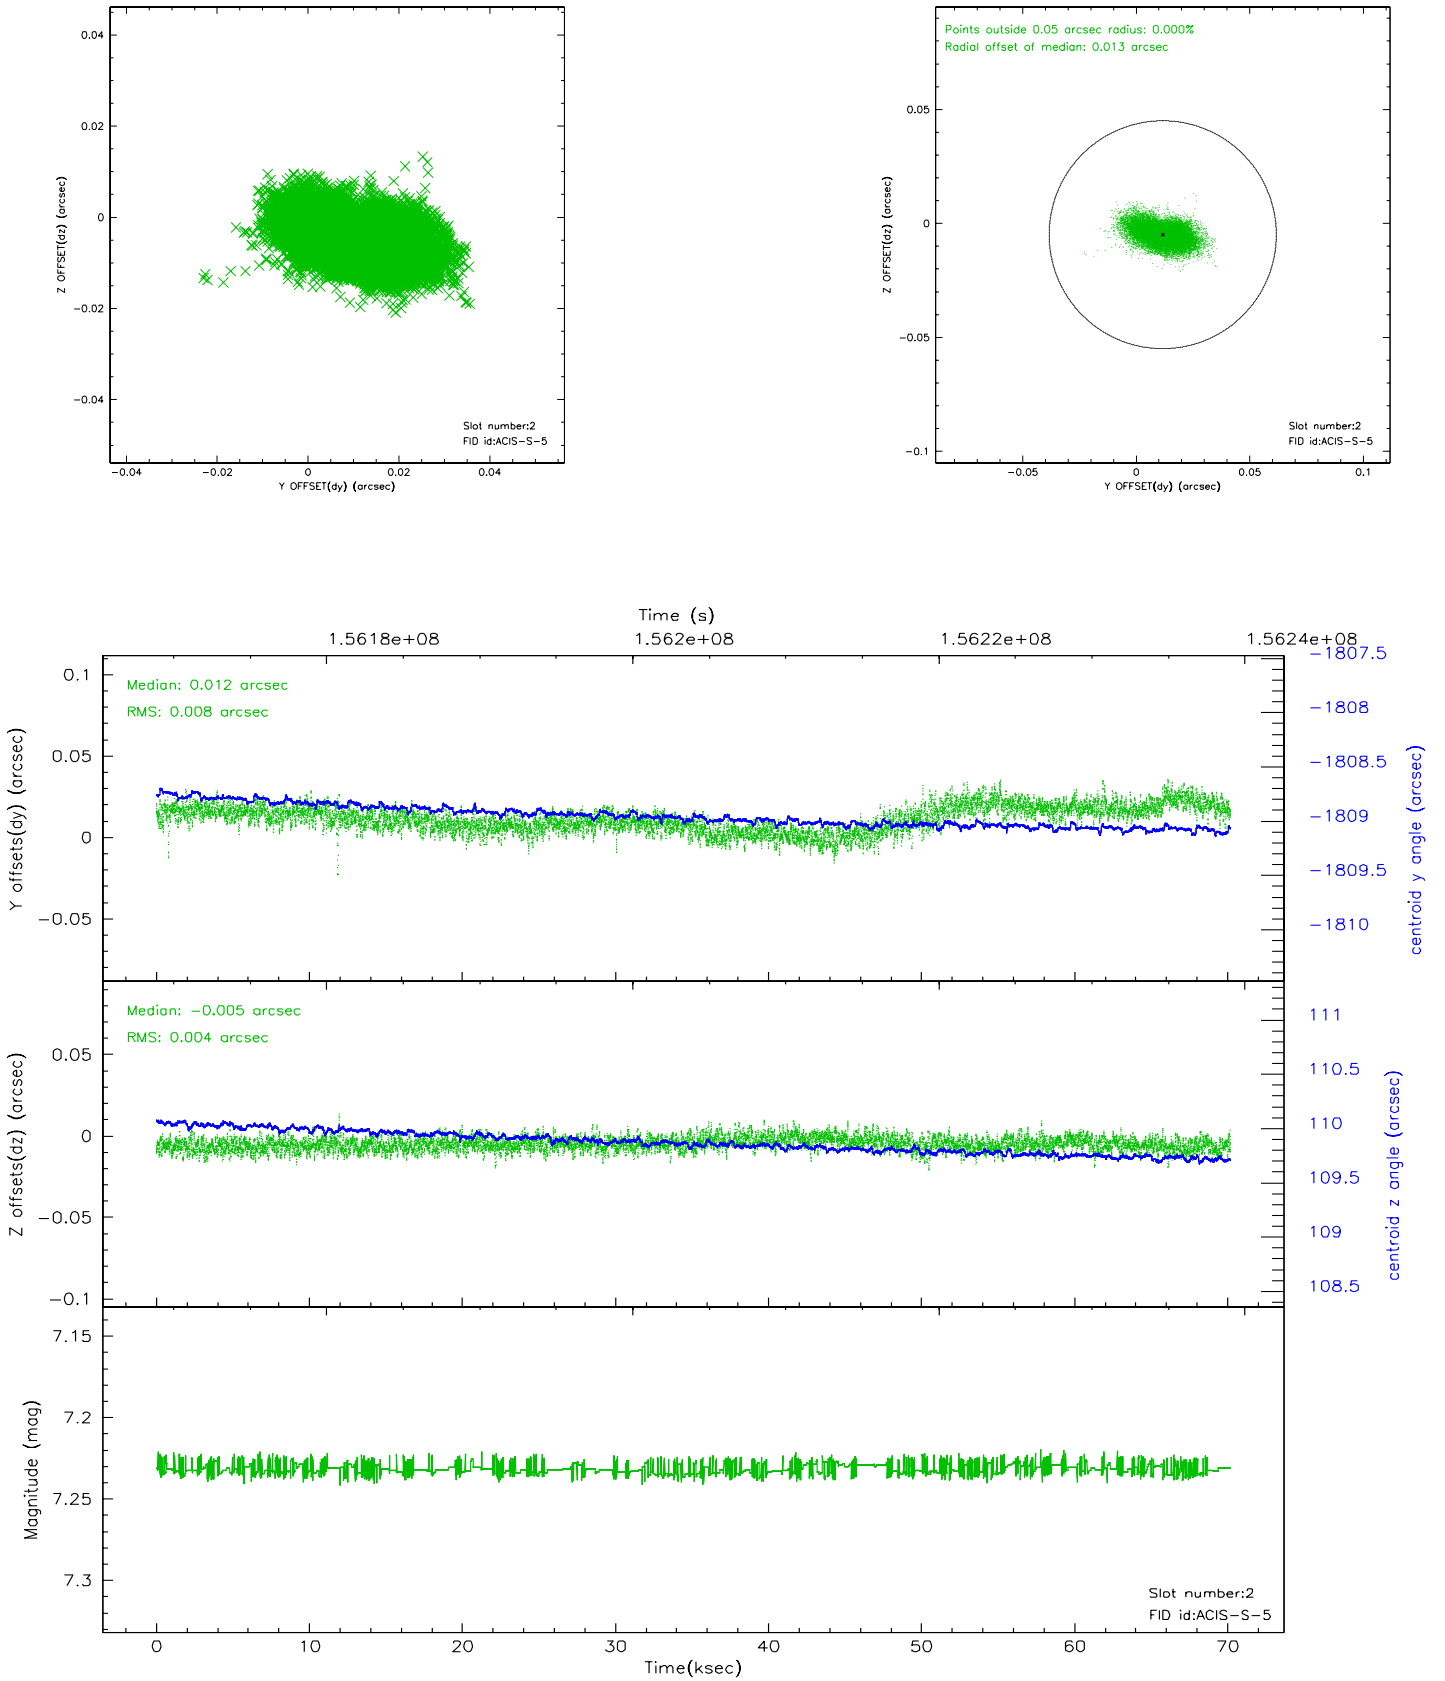 0.04
0.02
0
−0.02
−0.04
Z OFFSET(dz) (arcsec)
Slot number:2
FID id:ACIS−S−5
−0.04 −0.02 0 0.02 0.04
Y OFFSET(dy) (arcsec)
Points outside 0.05 arcsec radius: 0.000%
Radial offset of median: 0.013 arcsec
0.05
0
−0.05
−0.1
Z OFFSET(dz) (arcsec)
Slot number:2
FID id:ACIS−S−5
−0.05 0 0.05 0.1
Y OFFSET(dy) (arcsec)
Time (s)
1.5618e+08 1.562e+08 1.5622e+08 1.5624e+08
Median: 0.012 arcsec
RMS: 0.008 arcsec
0.1
0.05
0
−0.05
Y offsets(dy) (arcsec)
−1807.5
−1808
−1808.5
−1809
−1809.5
−1810
centroid y angle (arcsec)
Median: −0.005 arcsec
RMS: 0.004 arcsec
0.05
0
−0.05
−0.1
Z offsets(dz) (arcsec)
111
110.5
110
109.5
109
108.5
centroid z angle (arcsec)
7.15
7.2
7.25
7.3
Magnitude (mag)
Slot number:2
FID id:ACIS−S−5
0 10 20 30 40 50 60 70
Time(ksec)